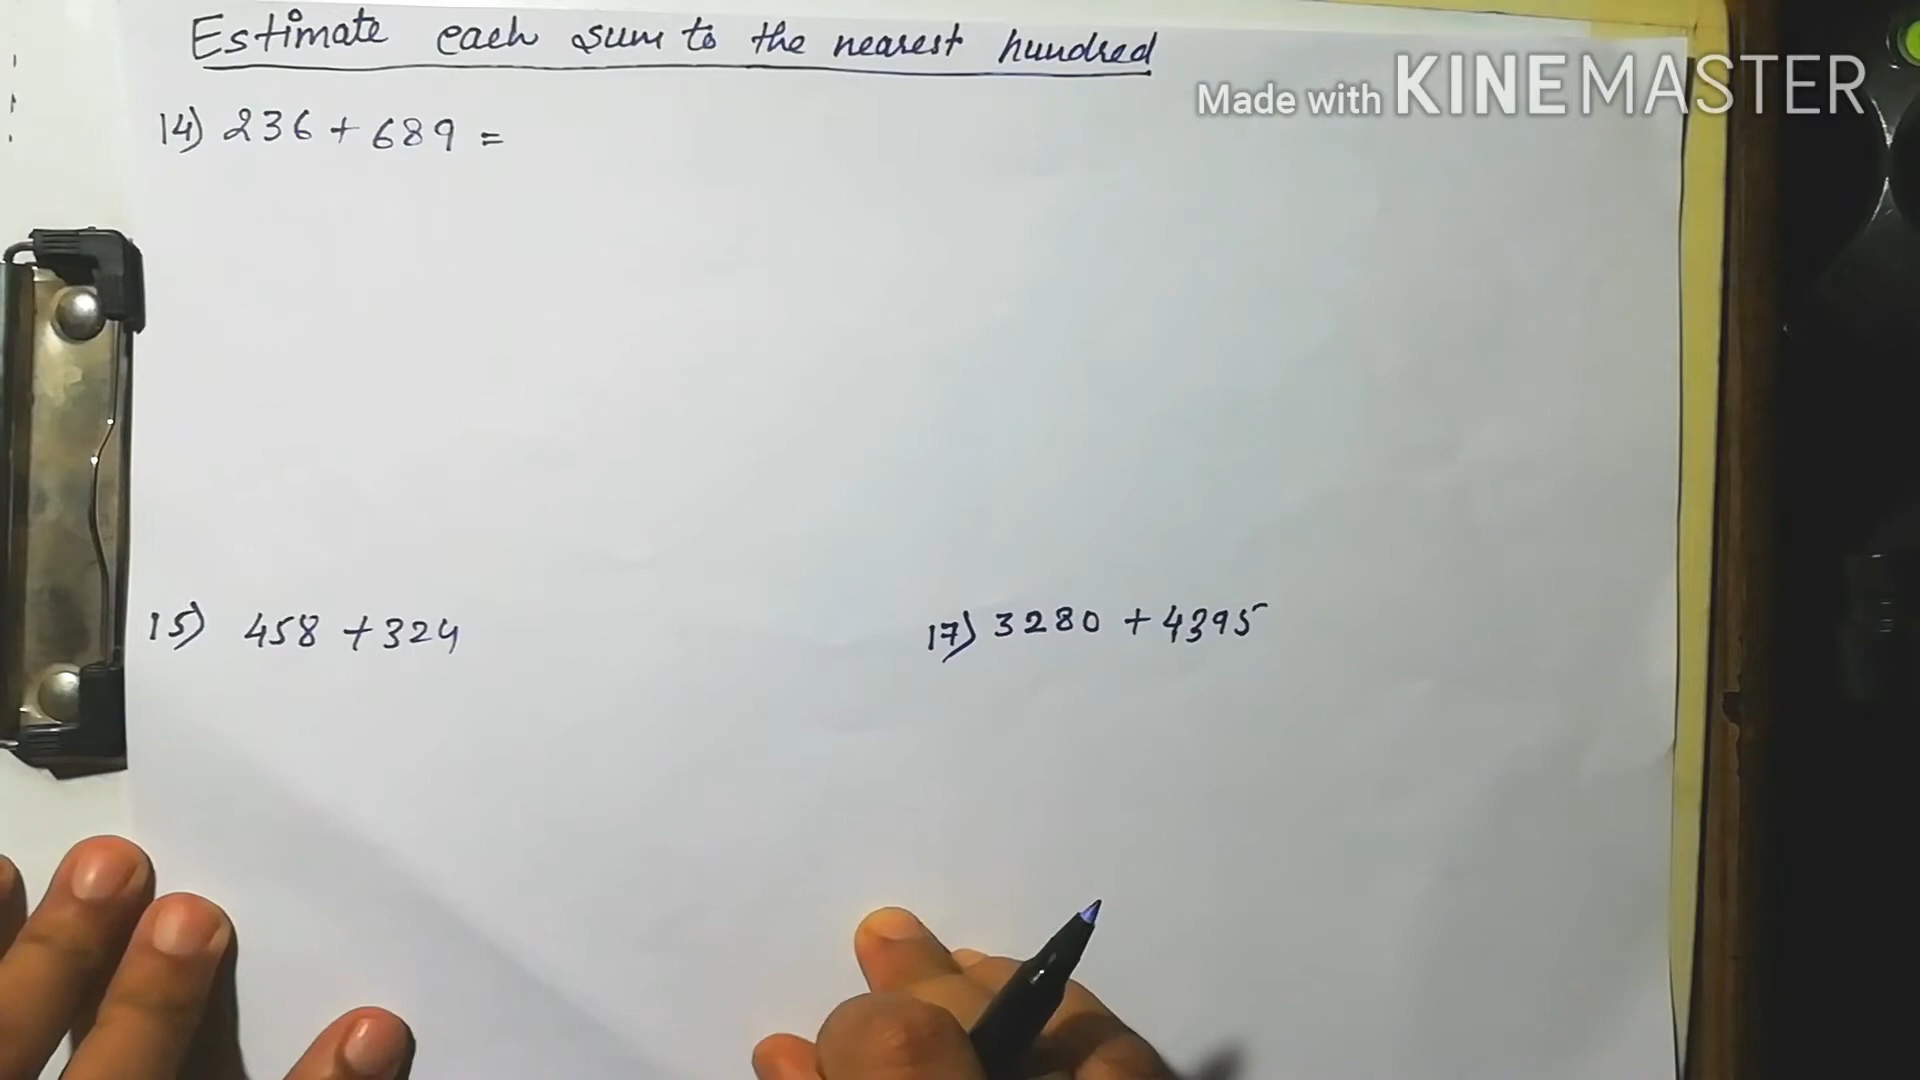 Estimate each sum to the nearest hundred
Made with KINEMASTER
14) 236 + 689 =
15) 458 + 324
17) 3280 + 4395